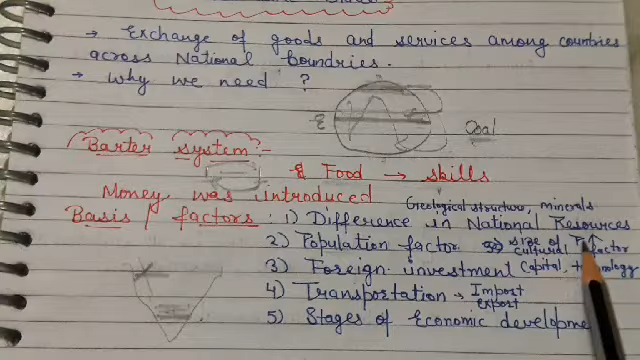 → Exchange of goods and services among countries
across National boundries.
→ Why we need ?
Coal
Barter system :-
& Food → skills
Money was introduced
Geological structure, minerals
Basis / factors : 1) Difference in National Resources
2) Population factor size of P↑
cultural factor
3) Foreign investment Capital, technology
4) Transportation → Import
export
5) Stages of Economic developme